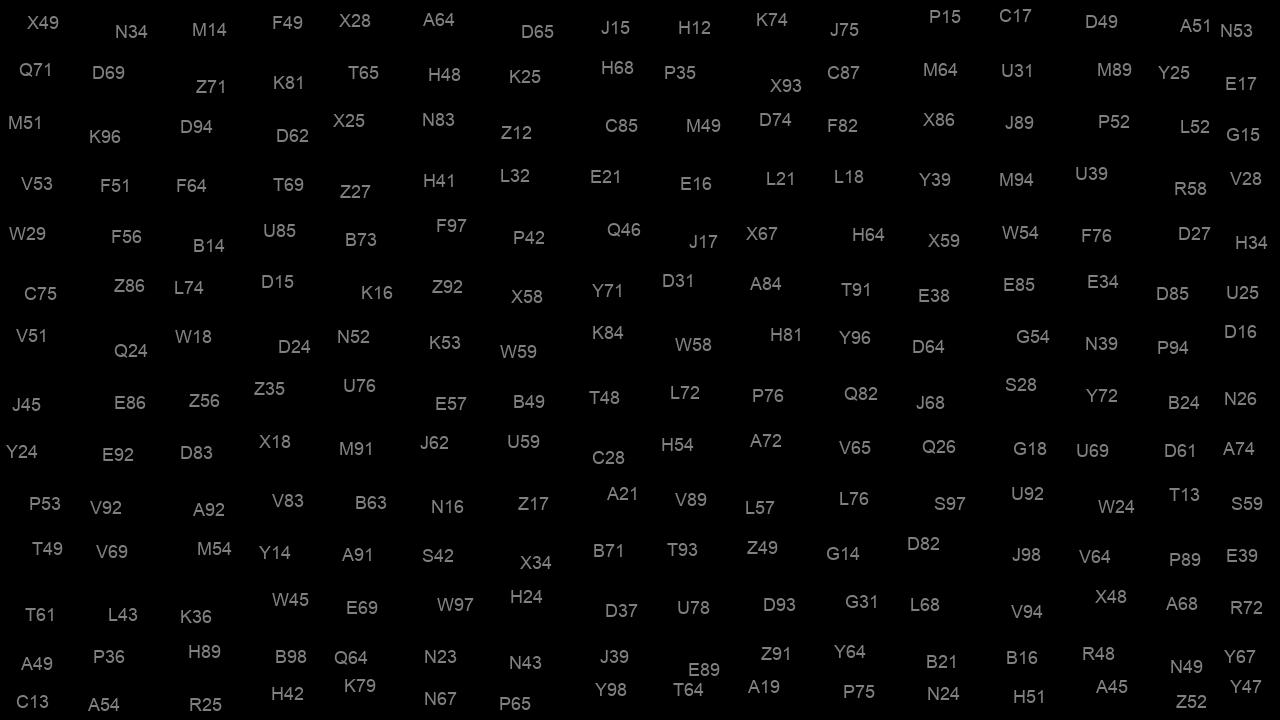 X49 N34 M14 F49 X28 A64 D65 J15 H12 K74 J75 P15 C17 D49 A51 N53
Q71 D69 Z71 K81 T65 H48 K25 H68 P35 X93 C87 M64 U31 M89 Y25 E17
M51 K96 D94 D62 X25 N83 Z12 C85 M49 D74 F82 X86 J89 P52 L52 G15
V53 F51 F64 T69 Z27 H41 L32 E21 E16 L21 L18 Y39 M94 U39 R58 V28
W29 F56 B14 U85 B73 F97 P42 Q46 J17 X67 H64 X59 W54 F76 D27 H34
C75 Z86 L74 D15 K16 Z92 X58 Y71 D31 A84 T91 E38 E85 E34 D85 U25
V51 Q24 W18 D24 N52 K53 W59 K84 W58 H81 Y96 D64 G54 N39 P94 D16
J45 E86 Z56 Z35 U76 E57 B49 T48 L72 P76 Q82 J68 S28 Y72 B24 N26
Y24 E92 D83 X18 M91 J62 U59 C28 H54 A72 V65 Q26 G18 U69 D61 A74
P53 V92 A92 V83 B63 N16 Z17 A21 V89 L57 L76 S97 U92 W24 T13 S59
T49 V69 M54 Y14 A91 S42 X34 B71 T93 Z49 G14 D82 J98 V64 P89 E39
T61 L43 K36 W45 E69 W97 H24 D37 U78 D93 G31 L68 V94 X48 A68 R72
A49 P36 H89 B98 Q64 N23 N43 J39 E89 Z91 Y64 B21 B16 R48 N49 Y67
C13 A54 R25 H42 K79 N67 P65 Y98 T64 A19 P75 N24 H51 A45 Z52 Y47